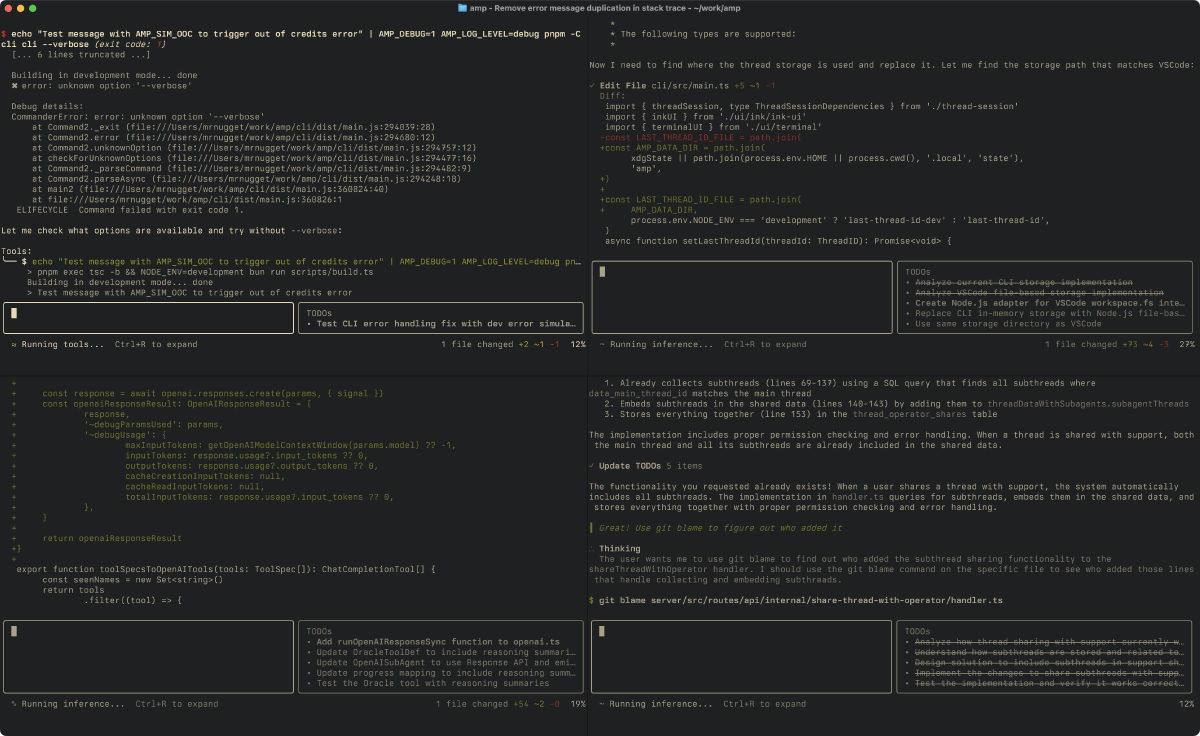 amp - Remove error message duplication in stack trace - ~/work/amp
$ echo "Test message with AMP_SIM_OOC to trigger out of credits error" | AMP_DEBUG=1 AMP_LOG_LEVEL=debug pnpm -C
cli cli --verbose (exit code: 1)
[... 6 lines truncated ...]
Building in development mode... done
✖ error: unknown option '--verbose'
Debug details:
CommanderError: error: unknown option '--verbose'
at Command2._exit (file:///Users/mrnugget/work/amp/cli/dist/main.js:294039:28)
at Command2.error (file:///Users/mrnugget/work/amp/cli/dist/main.js:294680:12)
at Command2.unknownOption (file:///Users/mrnugget/work/amp/cli/dist/main.js:294757:12)
at checkForUnknownOptions (file:///Users/mrnugget/work/amp/cli/dist/main.js:294477:16)
at Command2._parseCommand (file:///Users/mrnugget/work/amp/cli/dist/main.js:294482:9)
at Command2.parseAsync (file:///Users/mrnugget/work/amp/cli/dist/main.js:294248:18)
at main2 (file:///Users/mrnugget/work/amp/cli/dist/main.js:360824:40)
at file:///Users/mrnugget/work/amp/cli/dist/main.js:360826:1
ELIFECYCLE  Command failed with exit code 1.
Let me check what options are available and try without --verbose:
Tools:
$ echo "Test message with AMP_SIM_OOC to trigger out of credits error" | AMP_DEBUG=1 AMP_LOG_LEVEL=debug pn…
> pnpm exec tsc -b && NODE_ENV=development bun run scripts/build.ts
Building in development mode... done
> Test message with AMP_SIM_OOC to trigger out of credits error
TODOs
• Test CLI error handling fix with dev error simula…
≈ Running tools... Ctrl+R to expand 1 file changed +2 ~1 -1 12%
*
* The following types are supported:
*
Now I need to find where the thread storage is used and replace it. Let me find the storage path that matches VSCode:
✓ Edit File cli/src/main.ts +5 ~1 -1
Diff:
import { threadSession, type ThreadSessionDependencies } from './thread-session'
import { inkUI } from './ui/ink/ink-ui'
import { terminalUI } from './ui/terminal'
-const LAST_THREAD_ID_FILE = path.join(
+const AMP_DATA_DIR = path.join(
xdgState || path.join(process.env.HOME || process.cwd(), '.local', 'state'),
'amp',
+)
+
+const LAST_THREAD_ID_FILE = path.join(
+ AMP_DATA_DIR,
process.env.NODE_ENV === 'development' ? 'last-thread-id-dev' : 'last-thread-id',
)
async function setLastThreadId(threadId: ThreadID): Promise<void> {
TODOs
• Analyze current CLI storage implementation
• Analyze VSCode file-based storage implementation
• Create Node.js adapter for VSCode workspace.fs inte…
• Replace CLI in-memory storage with Node.js file-bas…
• Use same storage directory as VSCode
~ Running inference... Ctrl+R to expand 1 file changed +73 ~4 -3 27%
+
+ const response = await openai.responses.create(params, { signal })
+ const openaiResponseResult: OpenAIResponseResult = {
+ response,
+ '~debugParamsUsed': params,
+ '~debugUsage': {
+ maxInputTokens: getOpenAIModelContextWindow(params.model) ?? -1,
+ inputTokens: response.usage?.input_tokens ?? 0,
+ outputTokens: response.usage?.output_tokens ?? 0,
+ cacheCreationInputTokens: null,
+ cacheReadInputTokens: null,
+ totalInputTokens: response.usage?.input_tokens ?? 0,
+ },
+ }
+
+ return openaiResponseResult
+}
+
export function toolSpecsToOpenAITools(tools: ToolSpec[]): ChatCompletionTool[] {
const seenNames = new Set<string>()
return tools
.filter((tool) => {
TODOs
• Add runOpenAIResponseSync function to openai.ts
• Update OracleToolDef to include reasoning summari…
• Update OpenAISubAgent to use Response API and emi…
• Update progress mapping to include reasoning summ…
• Test the Oracle tool with reasoning summaries
Running inference... Ctrl+R to expand 1 file changed +54 ~2 -0 19%
1. Already collects subthreads (lines 69-137) using a SQL query that finds all subthreads where
data_main_thread_id matches the main thread
2. Embeds subthreads in the shared data (lines 140-143) by adding them to threadDataWithSubagents.subagentThreads
3. Stores everything together (line 153) in the thread_operator_shares table
The implementation includes proper permission checking and error handling. When a thread is shared with support, both
the main thread and all its subthreads are already included in the shared data.
✓ Update TODOs 5 items
The functionality you requested already exists! When a user shares a thread with support, the system automatically
includes all subthreads. The implementation in handler.ts queries for subthreads, embeds them in the shared data, and
stores everything together with proper permission checking and error handling.
Great! Use git blame to figure out who added it
∴ Thinking
The user wants me to use git blame to find out who added the subthread sharing functionality to the
shareThreadWithOperator handler. I should use the git blame command on the specific file to see who added those lines
that handle collecting and embedding subthreads.
$ git blame server/src/routes/api/internal/share-thread-with-operator/handler.ts
TODOs
• Analyze how thread sharing with support currently w…
• Understand how subthreads are stored and related to…
• Design solution to include subthreads in support sh…
• Implement the changes to share subthreads with supp…
• Test the implementation and verify it works correct…
~ Running inference... Ctrl+R to expand 12%